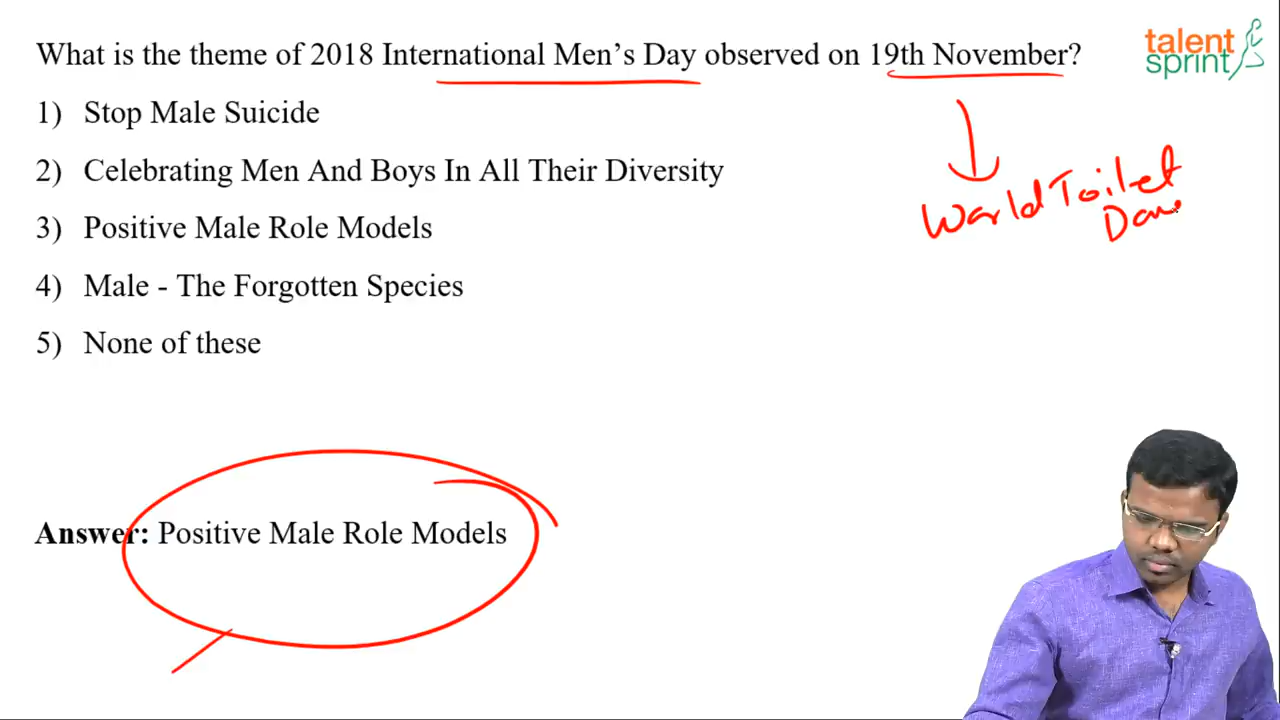 What is the theme of 2018 International Men's Day observed on 19th November?
talent
sprint
1) Stop Male Suicide
2) Celebrating Men And Boys In All Their Diversity
3) Positive Male Role Models
4) Male - The Forgotten Species
5) None of these
World Toilet
Answer: Positive Male Role Models